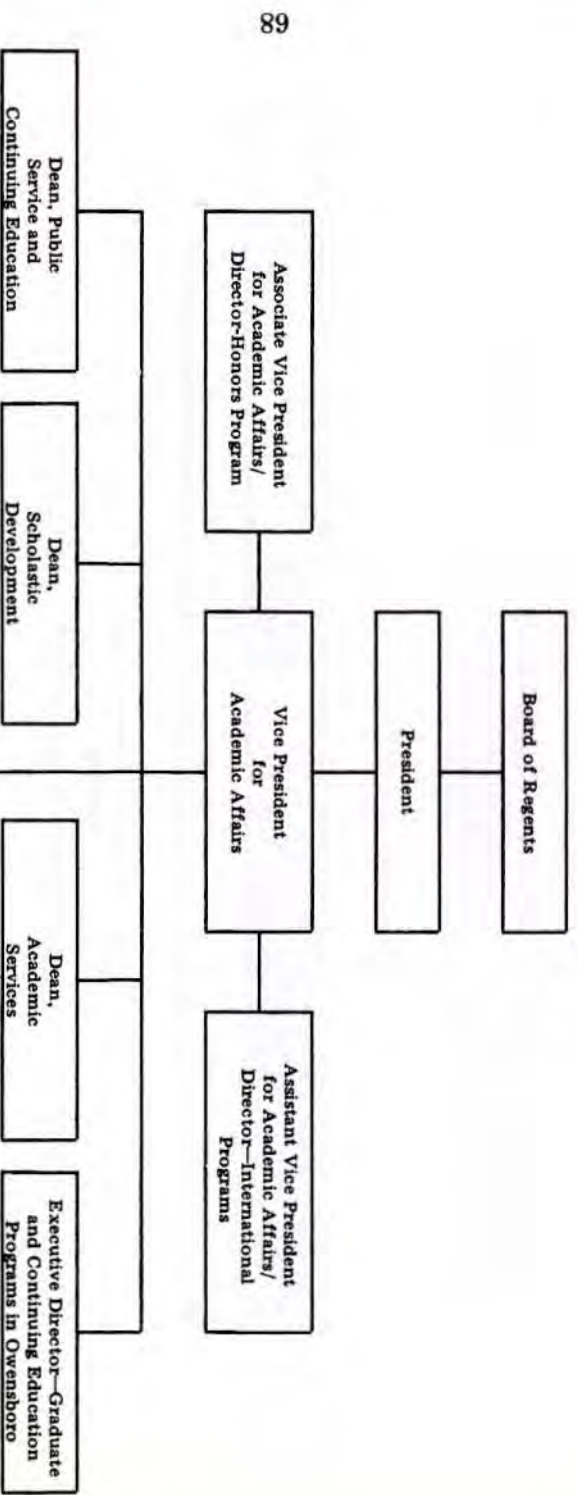 89
Board of Regents
President
Associate Vice President
for Academic Affairs/
Director-Honors Program
Vice President
for
Academic Affairs
Assistant Vice President
for Academic Affairs/
Director—International
Programs
Dean, Public
Service and
Continuing Education
Dean,
Scholastic
Development
Dean,
Academic
Services
Executive Director—Graduate
and Continuing Education
Programs in Owensboro